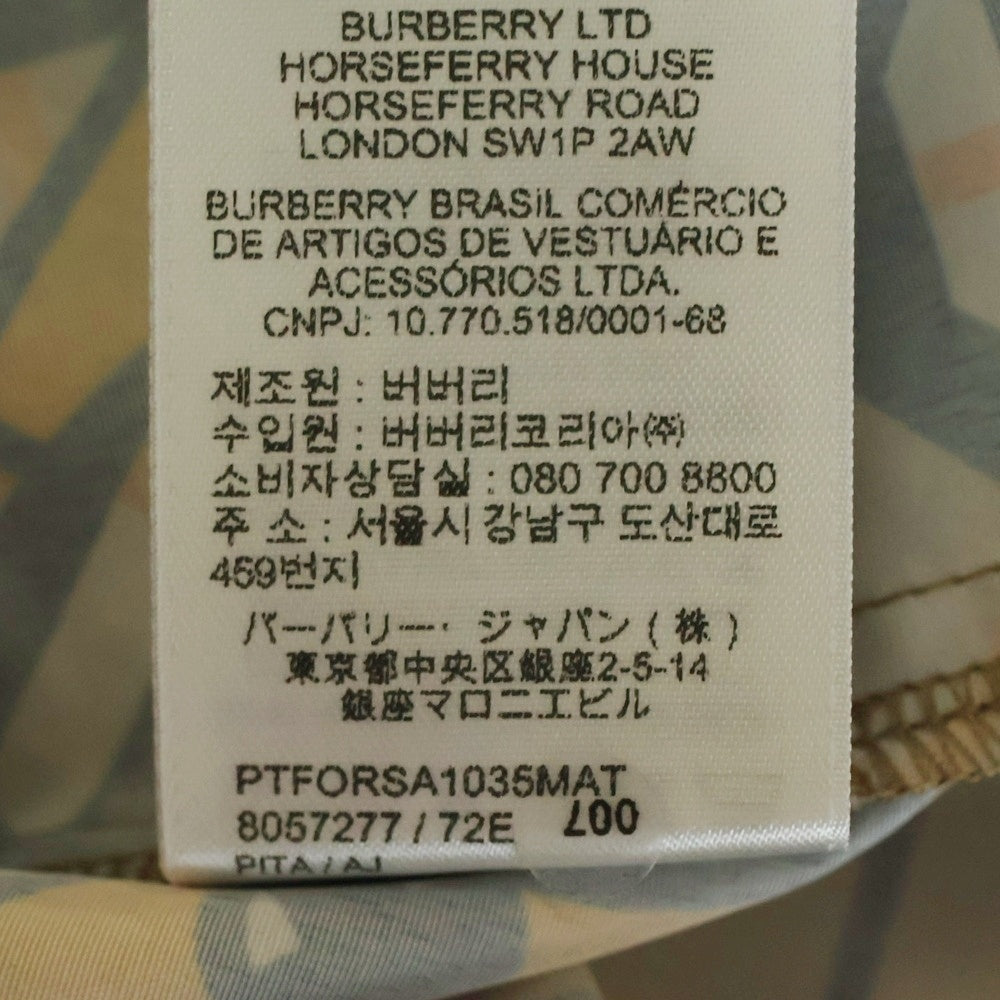 BURBERRY LTD
HORSEFERRY HOUSE
HORSEFERRY ROAD
LONDON SW1P 2AW
BURBERRY BRASIL COMÉRCIO
DE ARTIGOS DE VESTUÁRIO E
ACESSÓRIOS LTDA.
CNPJ: 10.770.518/0001-68
제조원 : 버버리
수입원 : 버버리코리아㈜
소비자상담실 : 080 700 8800
주 소 : 서울시 강남구 도산대로
459번지
バーバリー・ジャパン ( 株 )
東京都中央区銀座2-5-14
銀座マロニエビル
PTFORSA1035MAT
8057277 / 72E
007
PITA / AJ